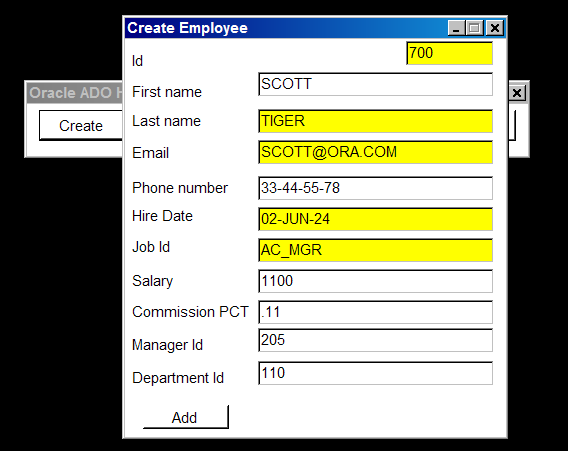 Create Employee
Id 700
First name SCOTT
Oracle ADO H
Last name TIGER
Create
Email SCOTT@ORA.COM
Phone number 33-44-55-78
Hire Date 02-JUN-24
Job Id AC_MGR
Salary 1100
Commission PCT .11
Manager Id 205
Department Id 110
Add